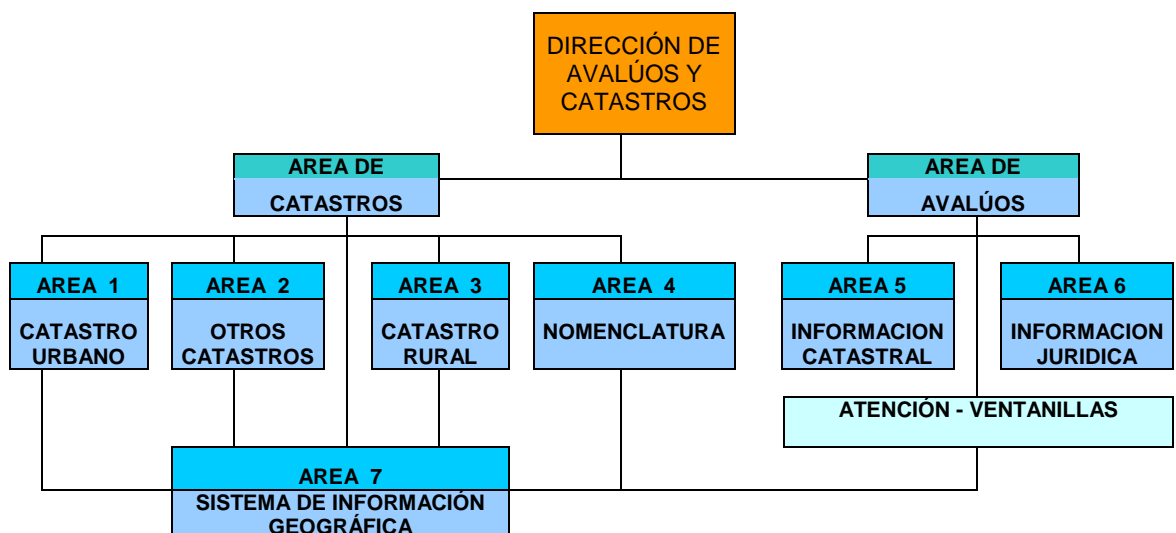 DIRECCIÓN DE
AVALÚOS Y
CATASTROS
AREA DE
CATASTROS
AREA DE
AVALÚOS
AREA 1
CATASTRO
URBANO
AREA 2
OTROS
CATASTROS
AREA 3
CATASTRO
RURAL
AREA 4
NOMENCLATURA
AREA 5
INFORMACION
CATASTRAL
AREA 6
INFORMACION
JURIDICA
ATENCIÓN - VENTANILLAS
AREA 7
SISTEMA DE INFORMACIÓN
GEOGRÁFICA